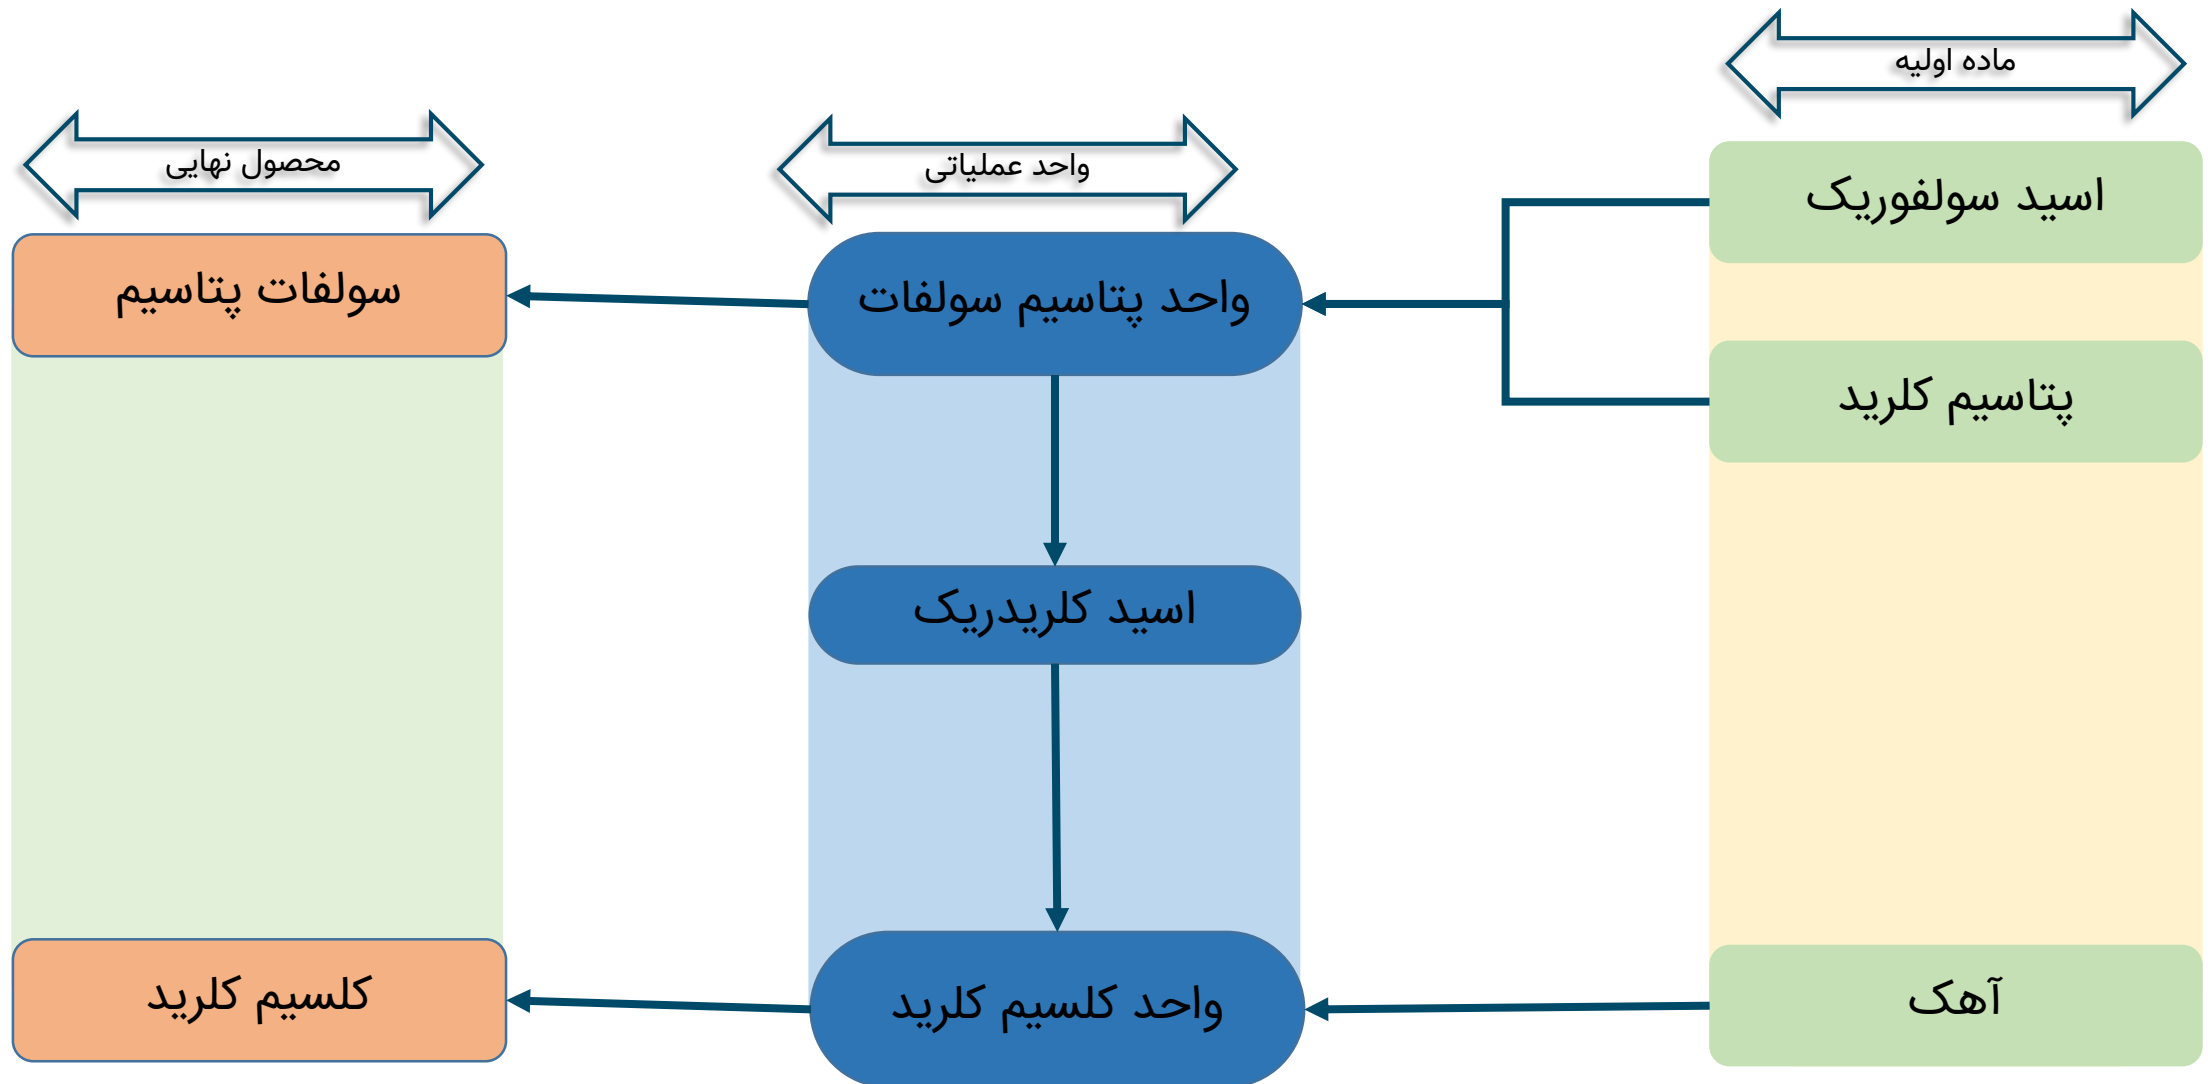 ماده اولیه
واحد عملیاتی
محصول نهایی
اسید سولفوریک
واحد پتاسیم سولفات
سولفات پتاسیم
پتاسیم کلرید
اسید کلریدریک
آهک
واحد کلسیم کلرید
کلسیم کلرید